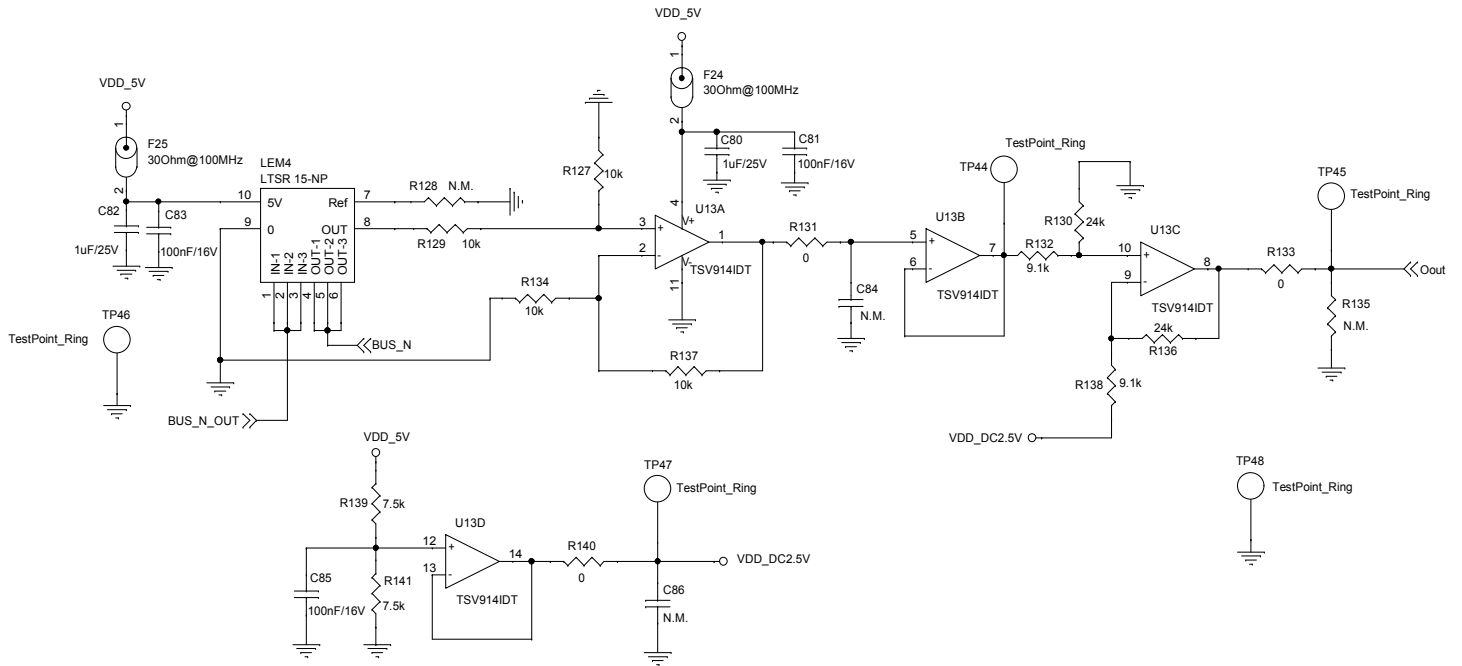 VDD_5V
1
F24
30Ohm@100MHz
2
VDD_5V
1
F25
30Ohm@100MHz
2
C82
1uF/25V
C83
100nF/16V
LEM4
LTSR 15-NP
10
5V
9
0
Ref
7
OUT
8
IN-1
IN-2
IN-3
OUT-1
OUT-2
OUT-3
1
2
3
4
5
6
R128
N.M.
R129
10k
R127
10k
C80
1uF/25V
C81
100nF/16V
U13A
4
V+
3
+
2
-
1
V-
11
TSV914IDT
R134
10k
R137
10k
R131
0
C84
N.M.
TestPoint_Ring
TP44
U13B
5
+
6
-
7
TSV914IDT
R132
9.1k
R130
24k
U13C
10
+
9
-
8
TSV914IDT
24k
R136
R138
9.1k
VDD_DC2.5V
R133
0
TP45
TestPoint_Ring
Oout
R135
N.M.
TP46
TestPoint_Ring
BUS_N
BUS_N_OUT
VDD_5V
R139
7.5k
R141
7.5k
C85
100nF/16V
U13D
12
+
13
-
14
TSV914IDT
R140
0
TP47
TestPoint_Ring
VDD_DC2.5V
C86
N.M.
TP48
TestPoint_Ring